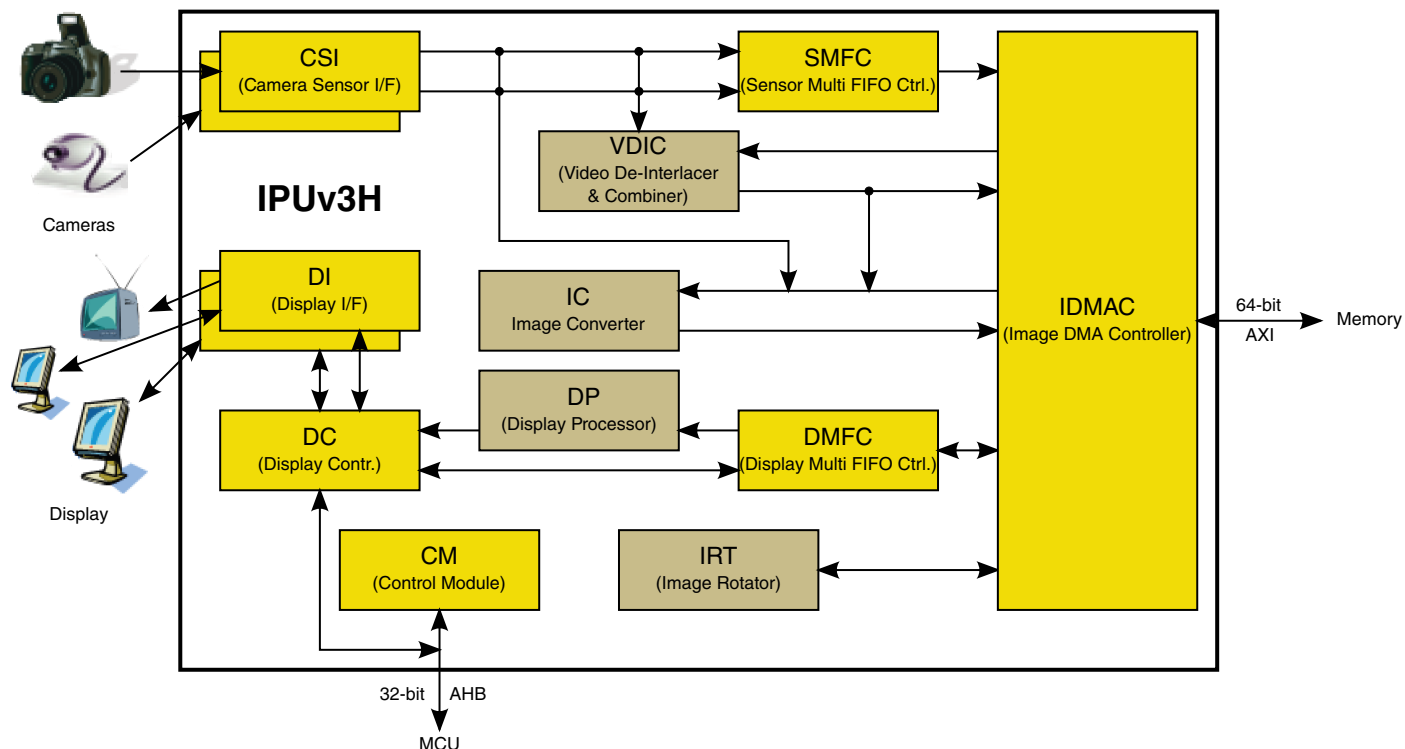 CSI
(Camera Sensor I/F)
SMFC
(Sensor Multi FIFO Ctrl.)
VDIC
(Video De-Interlacer
& Combiner)
IPUv3H
Cameras
DI
(Display I/F)
IC
Image Converter
IDMAC
(Image DMA Controller)
64-bit
AXI
Memory
DP
(Display Processor)
DC
(Display Contr.)
DMFC
(Display Multi FIFO Ctrl.)
Display
CM
(Control Module)
IRT
(Image Rotator)
32-bit
AHB
MCU